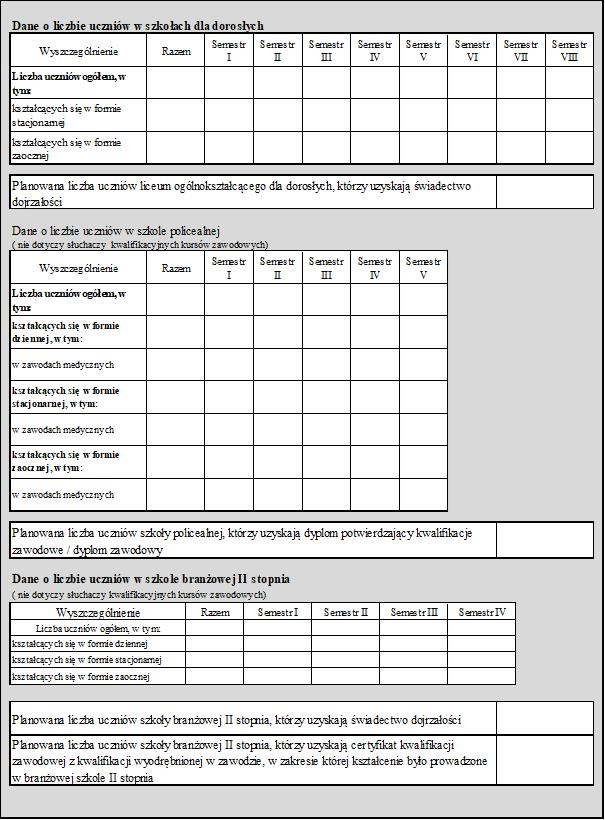 Dane o liczbie uczniów w szkołach dla dorosłych
Wyszczególnienie Razem Semestr I Semestr II Semestr III Semestr IV Semestr V Semestr VI Semestr VII Semestr VIII
Liczba uczniów ogółem, w
tym:
kształcących się w formie
stacjonarnej
kształcących się w formie
zaocznej
Planowana liczba uczniów liceum ogólnokształcącego dla dorosłych, którzy uzyskają świadectwo
dojrzałości
Dane o liczbie uczniów w szkole policealnej
( nie dotyczy słuchaczy kwalifikacyjnych kursów zawodowych)
Wyszczególnienie Razem Semestr I Semestr II Semestr III Semestr IV Semestr V
Liczba uczniów ogółem, w
tym:
kształcących się w formie
dziennej, w tym:
w zawodach medycznych
kształcących się w formie
stacjonarnej, w tym:
w zawodach medycznych
kształcących się w formie
zaocznej, w tym:
w zawodach medycznych
Planowana liczba uczniów szkoły policealnej, którzy uzyskają dyplom potwierdzający kwalifikacje
zawodowe / dyplom zawodowy
Dane o liczbie uczniów w szkole branżowej II stopnia
( nie dotyczy słuchaczy kwalifikacyjnych kursów zawodowych)
Wyszczególnienie Razem Semestr I Semestr II Semestr III Semestr IV
Liczba uczniów ogółem, w tym:
kształcących się w formie dziennej
kształcących się w formie stacjonarnej
kształcących się w formie zaocznej
Planowana liczba uczniów szkoły branżowej II stopnia, którzy uzyskają świadectwo dojrzałości
Planowana liczba uczniów szkoły branżowej II stopnia, którzy uzyskają certyfikat kwalifikacji
zawodowej z kwalifikacji wyodrębnionej w zawodzie, w zakresie której kształcenie było prowadzone
w branżowej szkole II stopnia